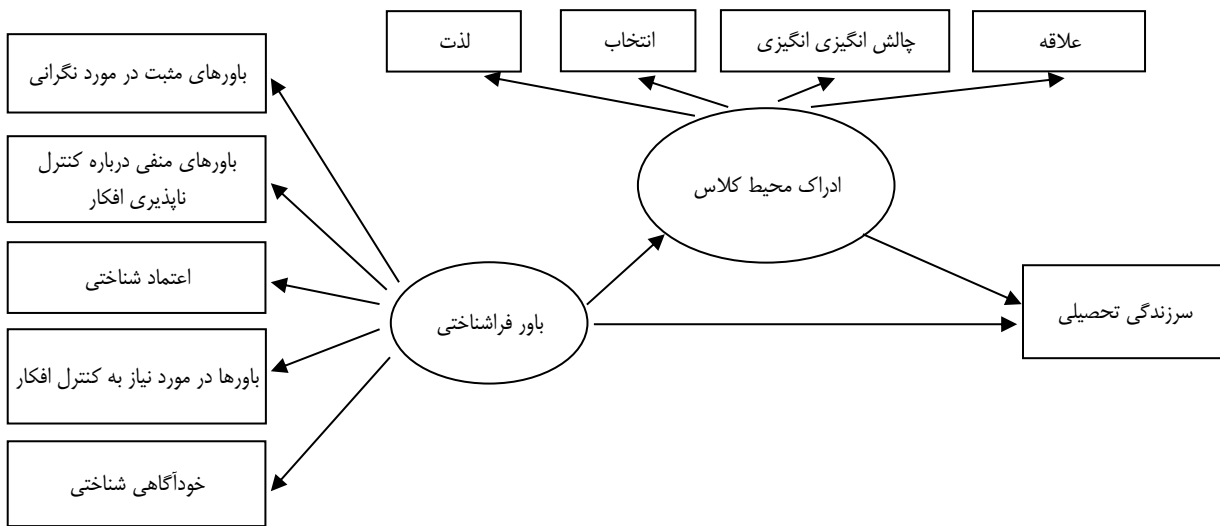 علاقه
چالش انگیزی انگیزی
انتخاب
لذت
باورهای مثبت در مورد نگرانی
باورهای منفی درباره کنترل
ناپذیری افکار
ادراک محیط کلاس
اعتماد شناختی
باور فراشناختی
سرزندگی تحصیلی
باورها در مورد نیاز به کنترل افکار
خودآگاهی شناختی